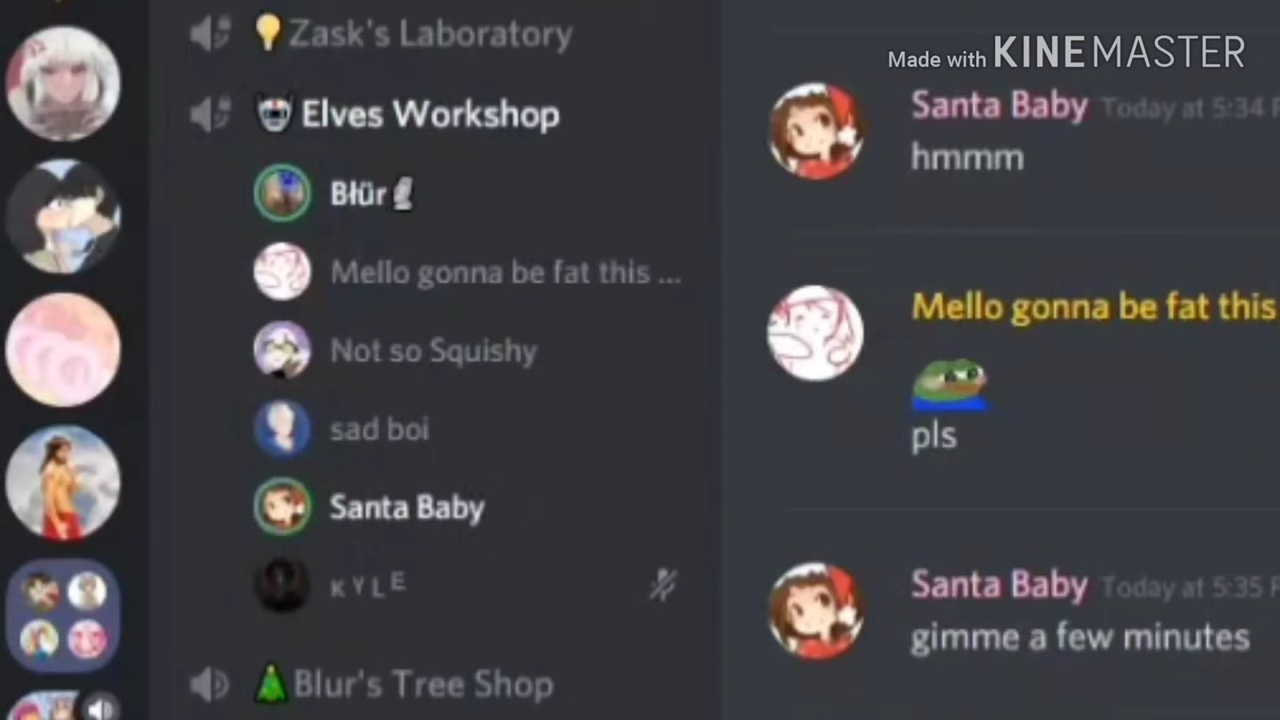 Zask's Laboratory
Elves Workshop
Błür
Mello gonna be fat this ...
Not so Squishy
sad boi
Santa Baby
ᴋ ʏ ʟ ᴇ
Blur's Tree Shop
Made with KINEMASTER
Santa Baby Today at 5:34
hmmm
Mello gonna be fat this
pls
Santa Baby Today at 5:35
gimme a few minutes